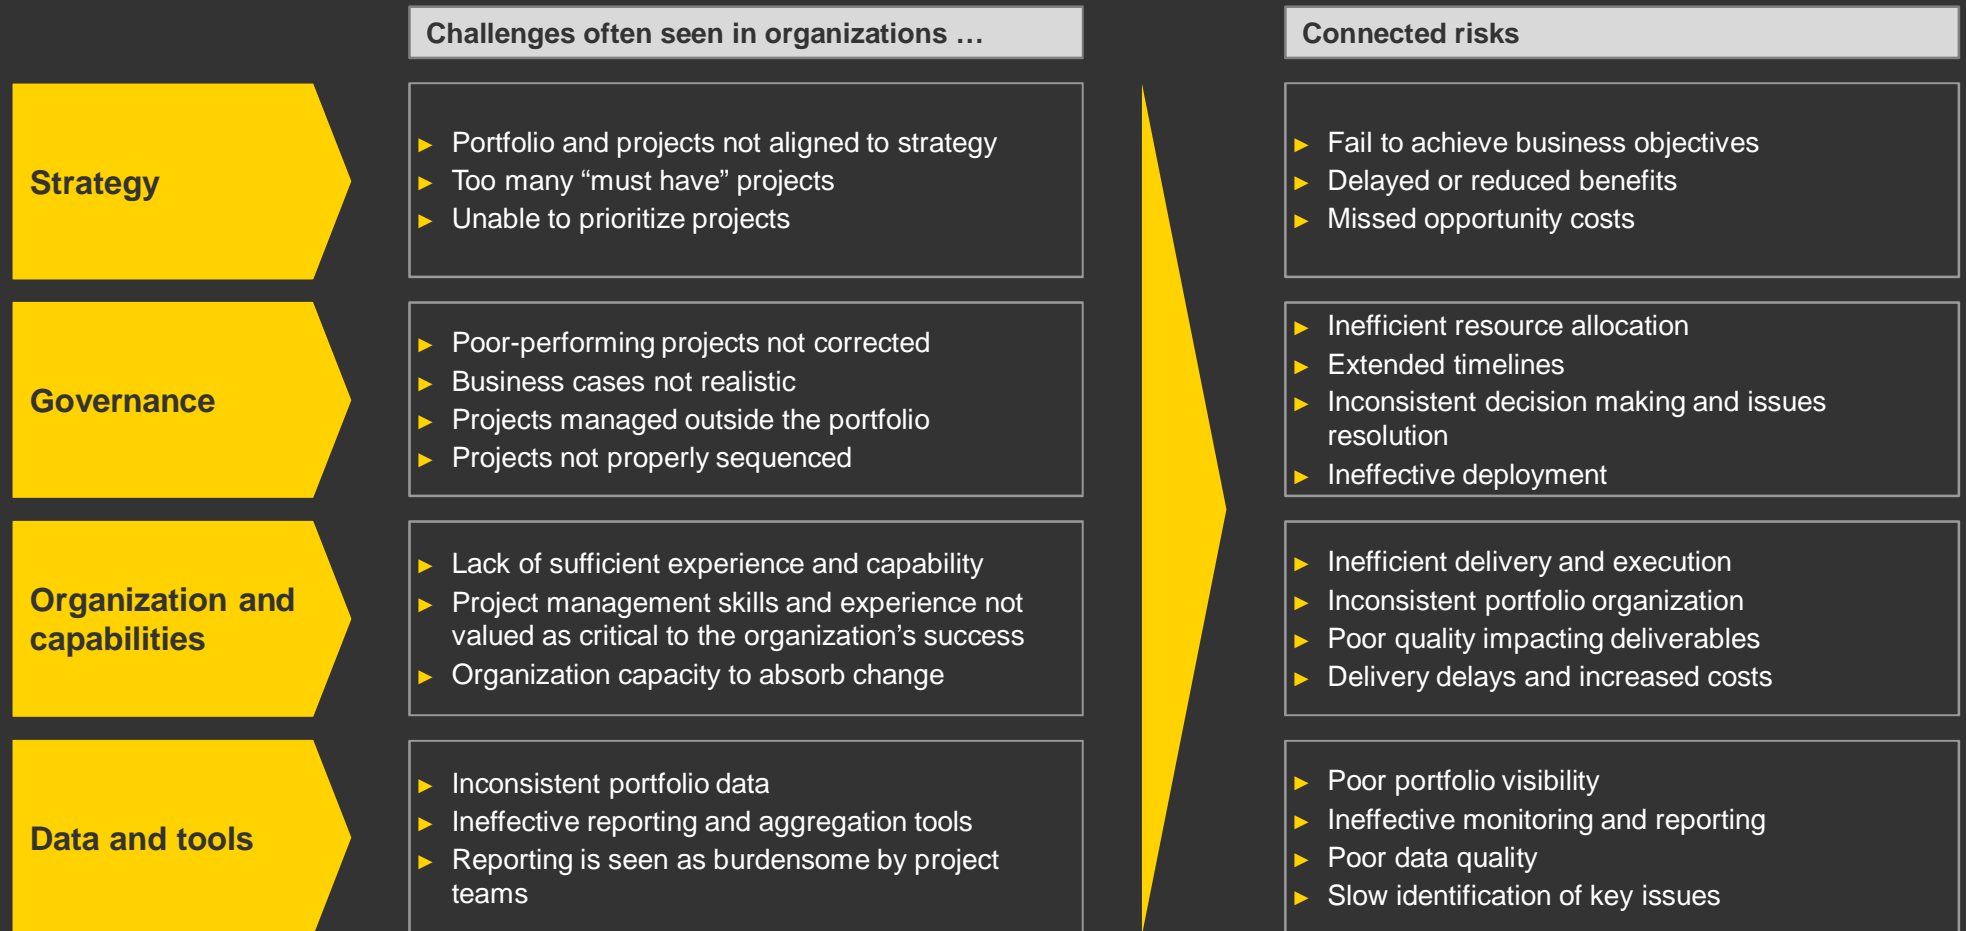 Challenges often seen in organizations …
Connected risks
Strategy
► Portfolio and projects not aligned to strategy
► Too many “must have” projects
► Unable to prioritize projects
► Fail to achieve business objectives
► Delayed or reduced benefits
► Missed opportunity costs
Governance
► Poor-performing projects not corrected
► Business cases not realistic
► Projects managed outside the portfolio
► Projects not properly sequenced
► Inefficient resource allocation
► Extended timelines
► Inconsistent decision making and issues
resolution
► Ineffective deployment
Organization and
capabilities
► Lack of sufficient experience and capability
► Project management skills and experience not
valued as critical to the organization’s success
► Organization capacity to absorb change
► Inefficient delivery and execution
► Inconsistent portfolio organization
► Poor quality impacting deliverables
► Delivery delays and increased costs
Data and tools
► Inconsistent portfolio data
► Ineffective reporting and aggregation tools
► Reporting is seen as burdensome by project
teams
► Poor portfolio visibility
► Ineffective monitoring and reporting
► Poor data quality
► Slow identification of key issues